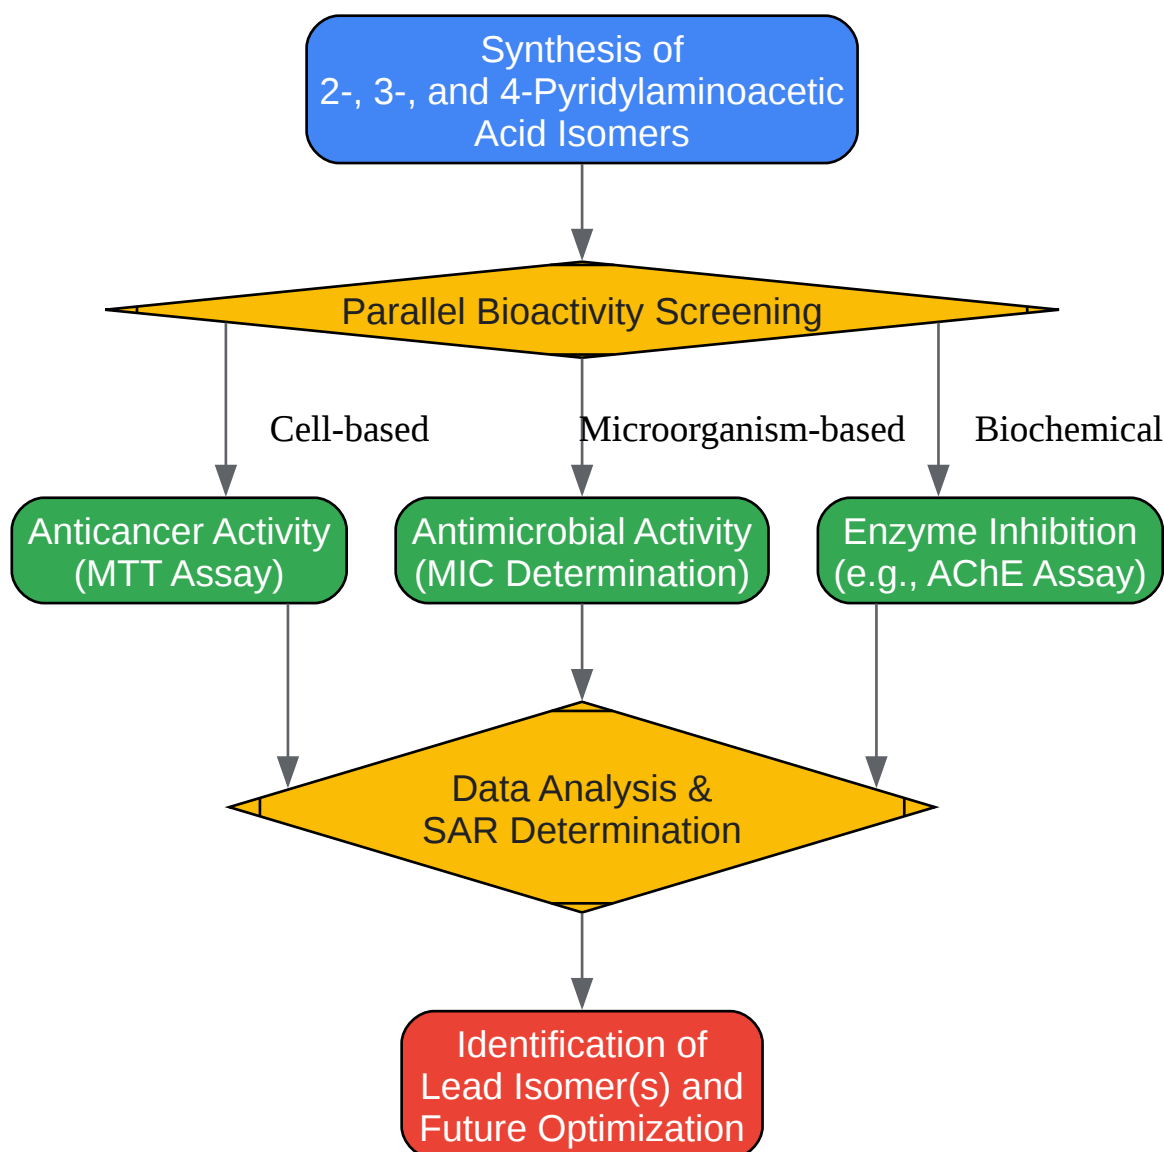 Synthesis of
2-, 3-, and 4-Pyridylaminoacetic
Acid Isomers
Parallel Bioactivity Screening
Cell-based
Microorganism-based
Biochemical
Anticancer Activity
(MTT Assay)
Antimicrobial Activity
(MIC Determination)
Enzyme Inhibition
(e.g., AChE Assay)
Data Analysis &
SAR Determination
Identification of
Lead Isomer(s) and
Future Optimization